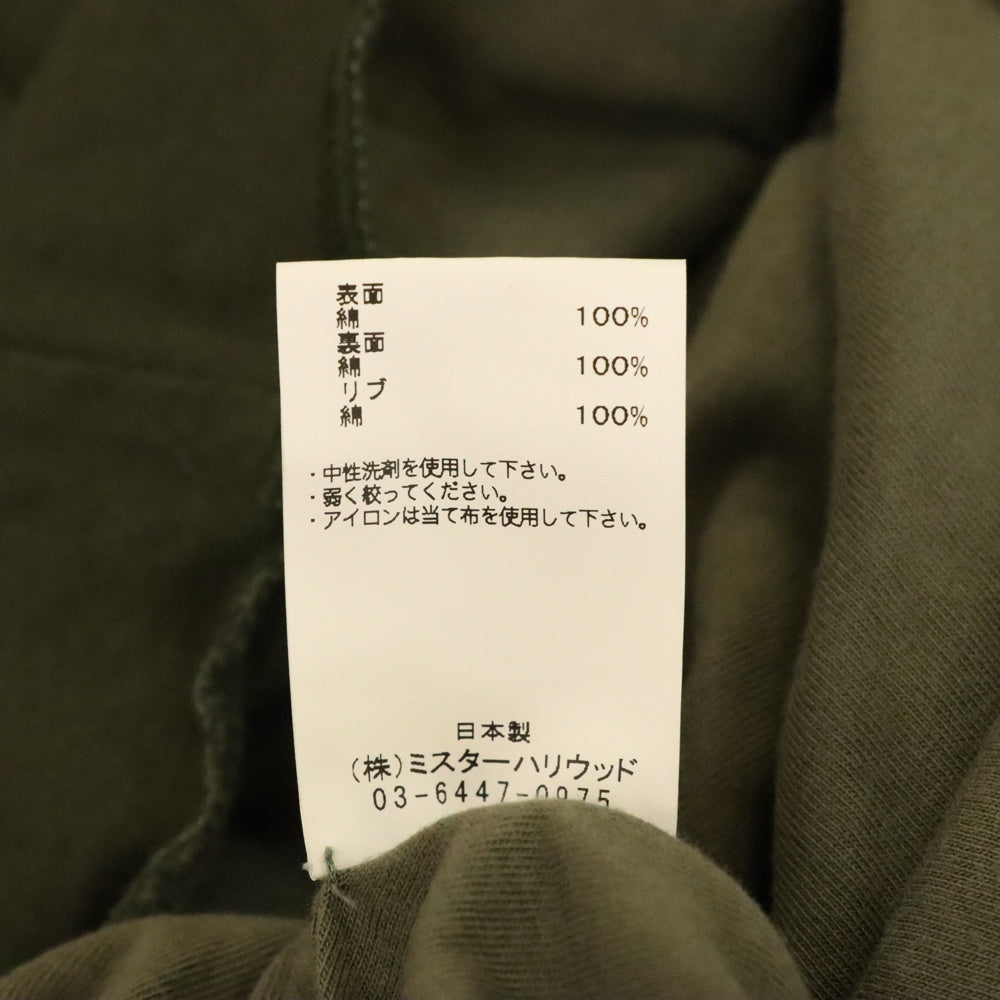 表面
綿 100%
裏面
綿 100%
リブ
綿 100%
・中性洗剤を使用して下さい。
・弱く絞ってください。
・アイロンは当て布を使用して下さい。
日本製
(株)ミスターハリウッド
03-6447-0975